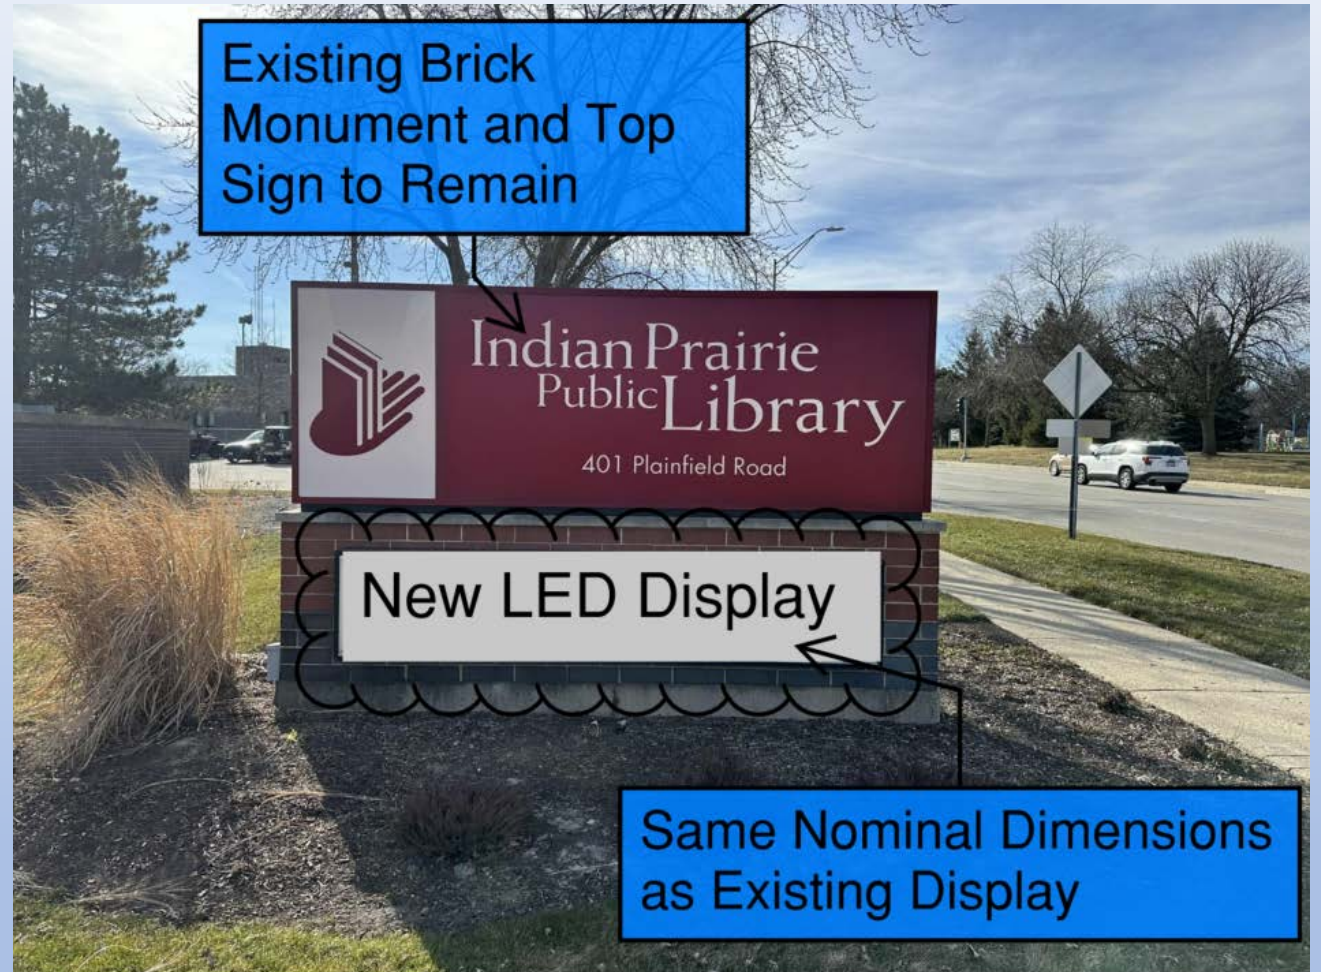 Existing Brick
Monument and Top
Sign to Remain
Indian Prairie
Public Library
401 Plainfield Road
New LED Display
Same Nominal Dimensions
as Existing Display